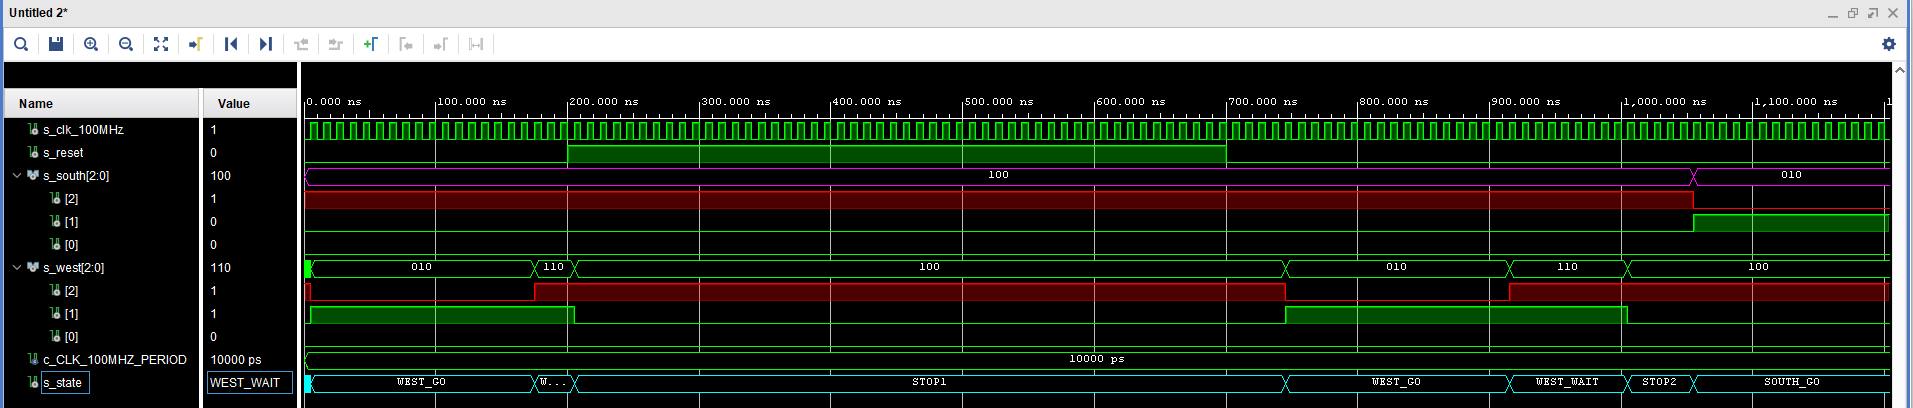 Untitled 2*
Name Value
0.000 ns 100.000 ns 200.000 ns 300.000 ns 400.000 ns 500.000 ns 600.000 ns 700.000 ns 800.000 ns 900.000 ns 1,000.000 ns 1,100.000 ns 1
s_clk_100MHz 1
s_reset 0
s_south[2:0] 100 100 010
[2] 1
[1] 0
[0] 0
s_west[2:0] 110 010 110 100 010 110 100
[2] 1
[1] 1
[0] 0
c_CLK_100MHZ_PERIOD 10000 ps 10000 ps
s_state WEST_WAIT WEST_GO W... STOP1 WEST_GO WEST_WAIT STOP2 SOUTH_GO